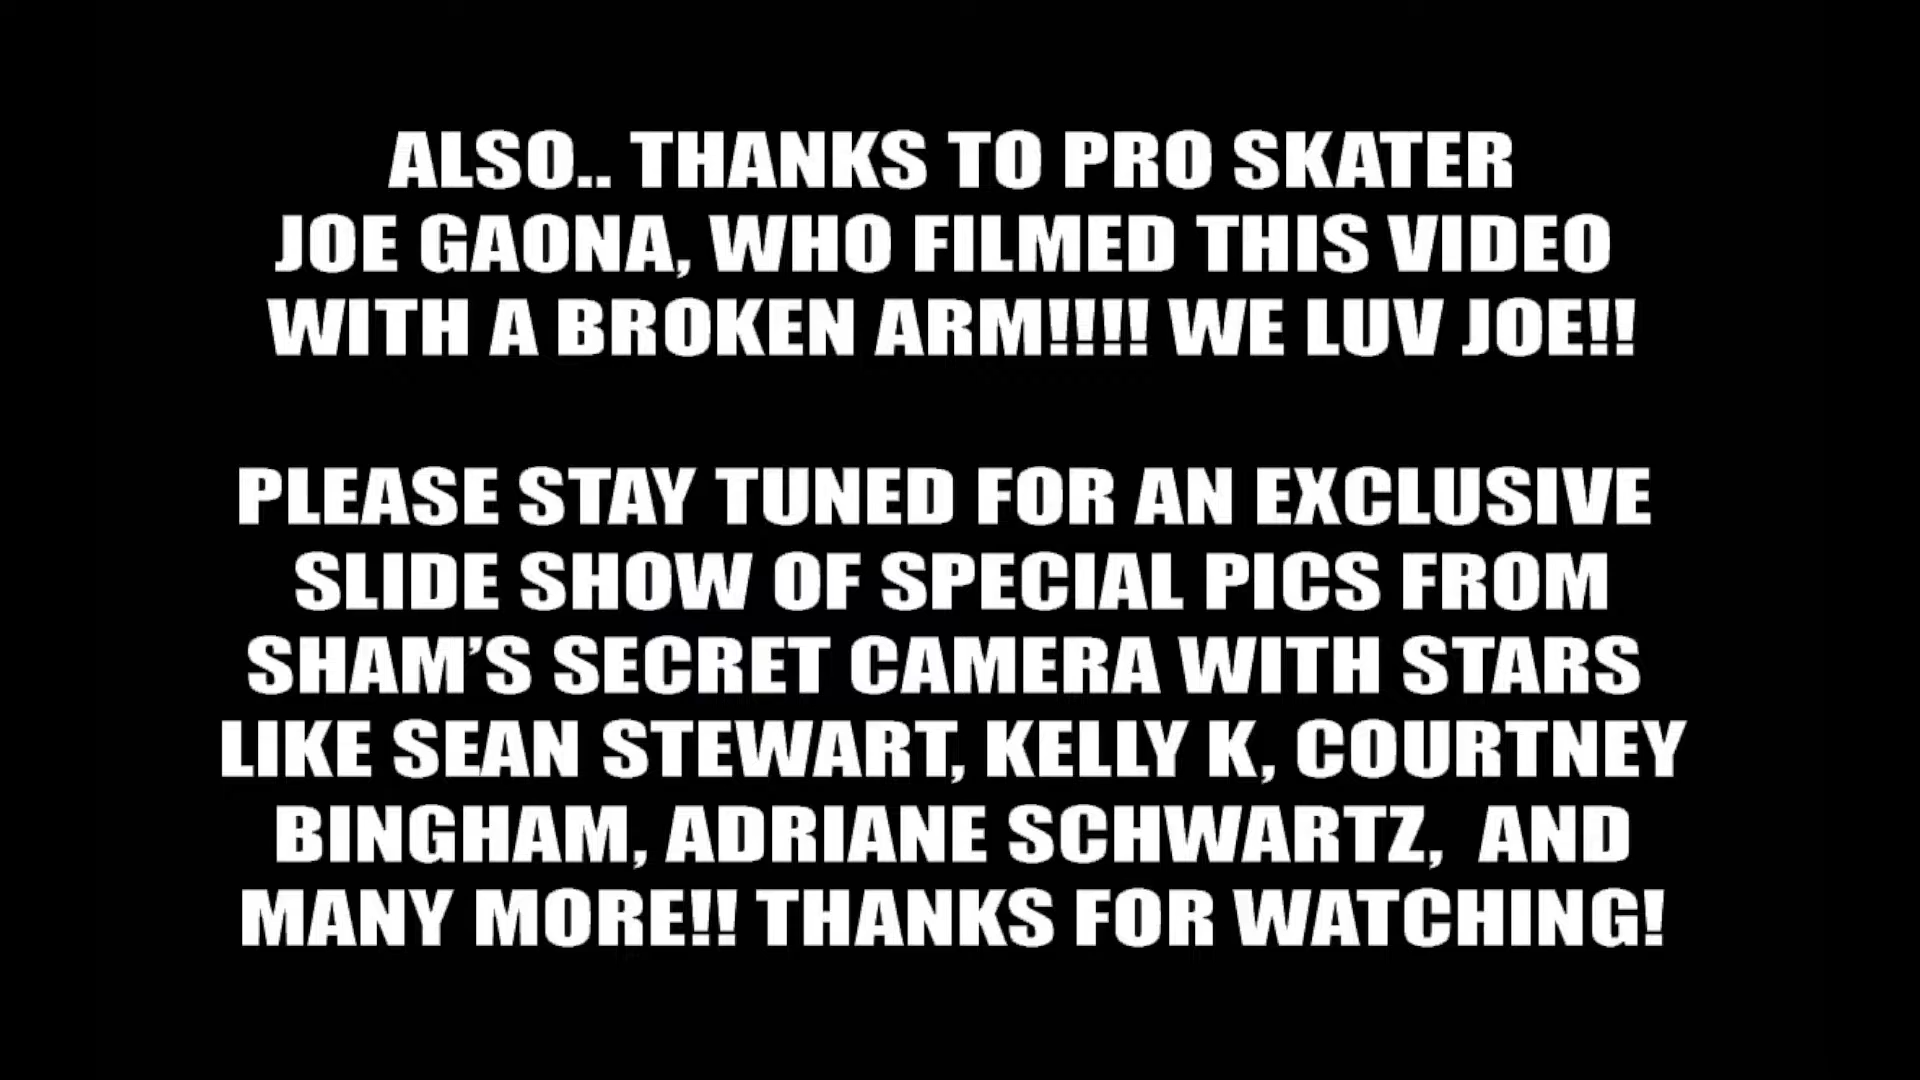 ALSO.. THANKS TO PRO SKATER
JOE GAONA, WHO FILMED THIS VIDEO
WITH A BROKEN ARM!!!! WE LUV JOE!!
PLEASE STAY TUNED FOR AN EXCLUSIVE
SLIDE SHOW OF SPECIAL PICS FROM
SHAM’S SECRET CAMERA WITH STARS
LIKE SEAN STEWART, KELLY K, COURTNEY
BINGHAM, ADRIANE SCHWARTZ,  AND
MANY MORE!! THANKS FOR WATCHING!